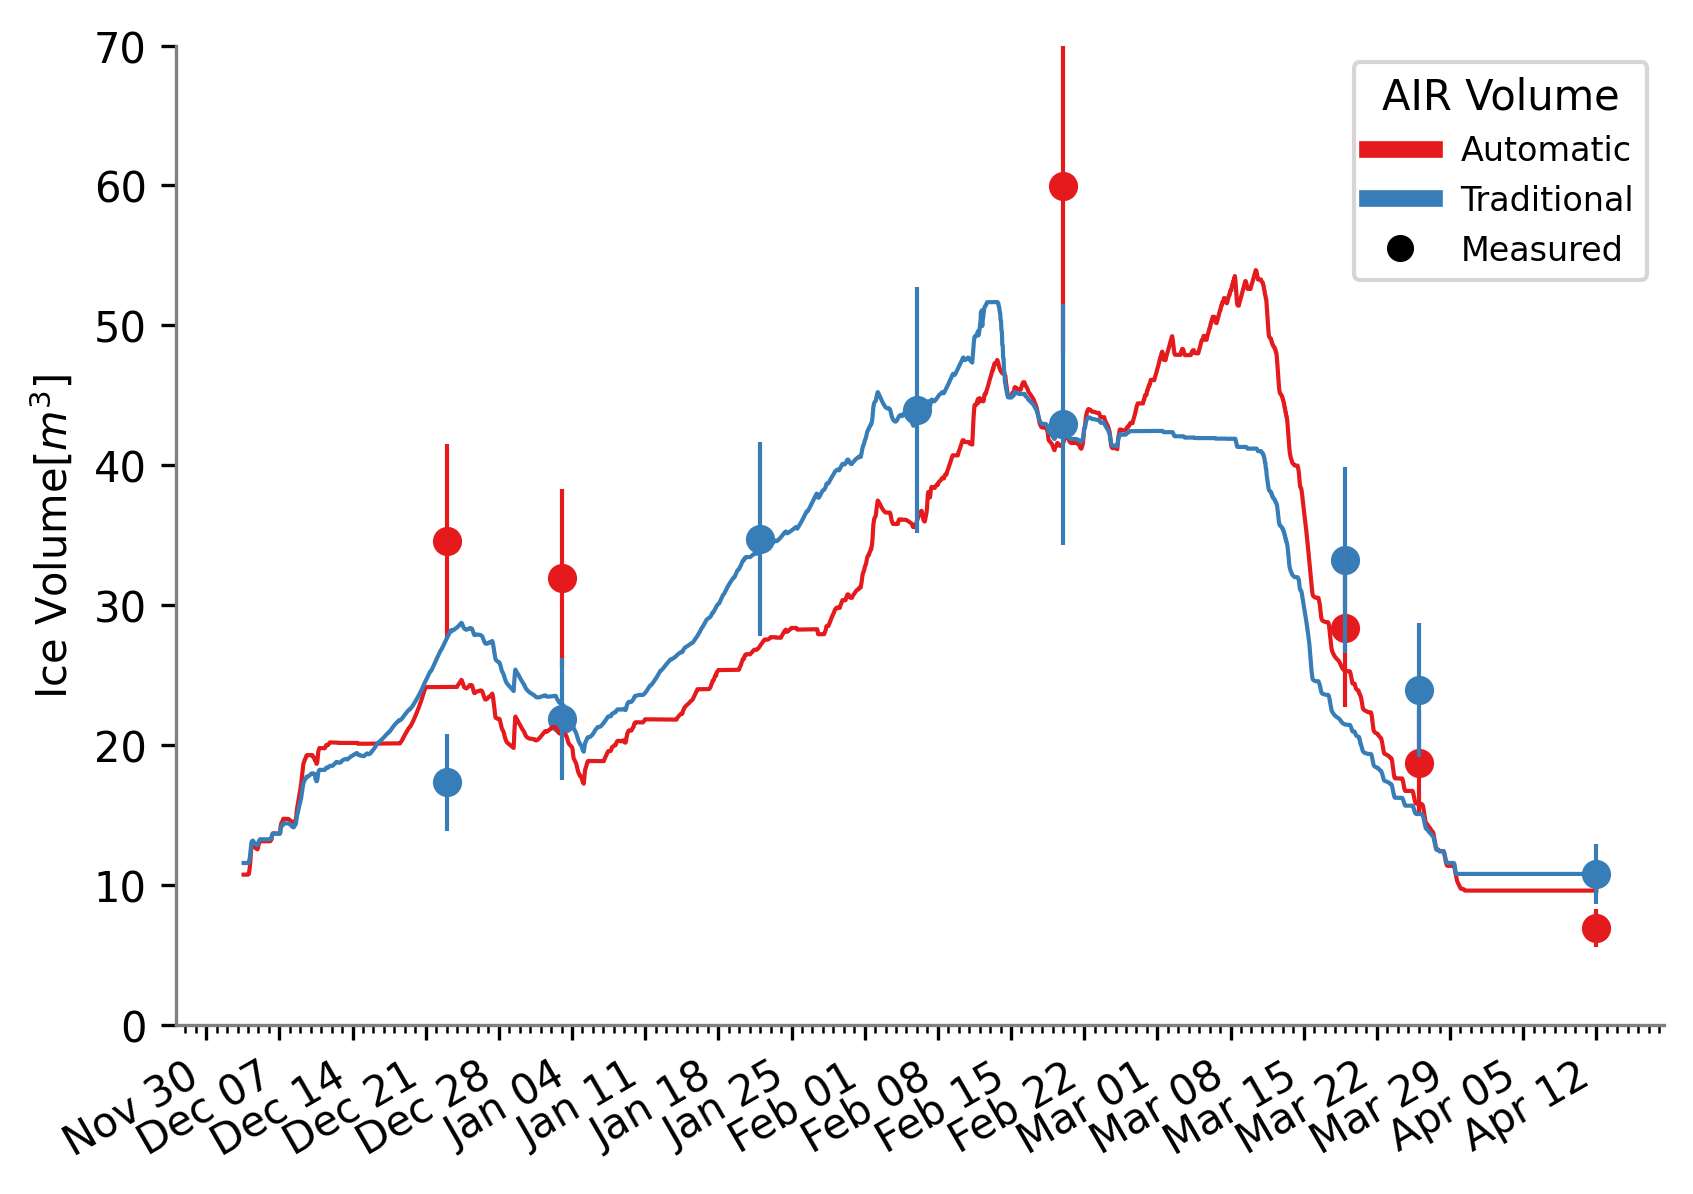 70
60
50
40
30
20
10
0
Ice Volume[m³]
AIR Volume
Automatic
Traditional
Measured
Nov 30
Dec 07
Dec 14
Dec 21
Dec 28
Jan 04
Jan 11
Jan 18
Jan 25
Feb 01
Feb 08
Feb 15
Feb 22
Mar 01
Mar 08
Mar 15
Mar 22
Mar 29
Apr 05
Apr 12